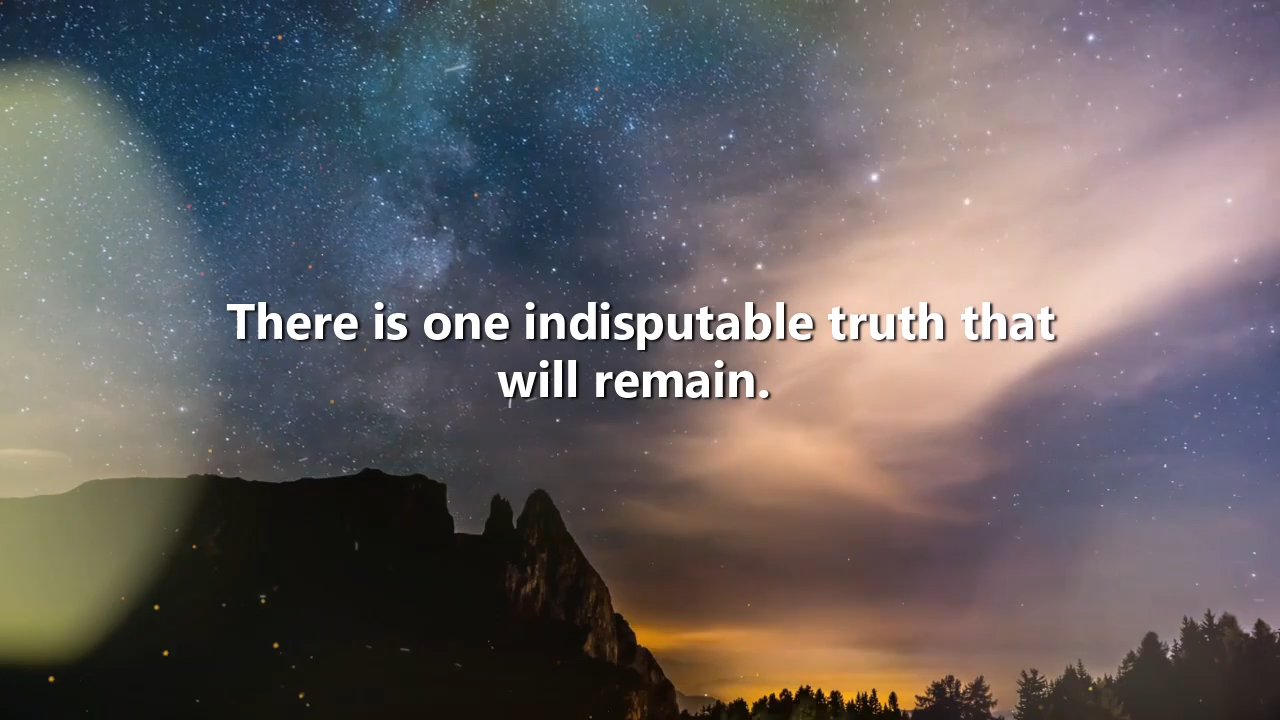 There is one indisputable truth that
will remain.